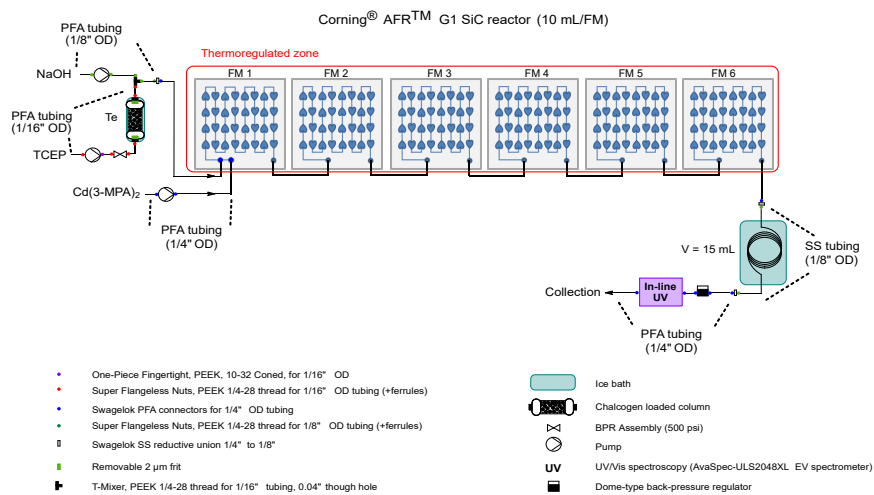 Corning® AFR™ G1 SiC reactor (10 mL/FM)
PFA tubing
(1/8" OD)
Thermoregulated zone
NaOH
FM 1
FM 2
FM 3
FM 4
FM 5
FM 6
PFA tubing
(1/16" OD)
Te
TCEP
Cd(3-MPA)2
PFA tubing
(1/4" OD)
V = 15 mL
SS tubing
(1/8" OD)
Collection
In-line
UV
PFA tubing
(1/4" OD)
One-Piece Fingertight, PEEK, 10-32 Coned, for 1/16" OD
Super Flangeless Nuts, PEEK 1/4-28 thread for 1/16" OD tubing (+ferrules)
Swagelok PFA connectors for 1/4" OD tubing
Super Flangeless Nuts, PEEK 1/4-28 thread for 1/8" OD tubing (+ferrules)
Swagelok SS reductive union 1/4" to 1/8"
Removable 2 µm frit
T-Mixer, PEEK 1/4-28 thread for 1/16" tubing, 0.04" though hole
Ice bath
Chalcogen loaded column
BPR Assembly (500 psi)
Pump
UV UV/Vis spectroscopy (AvaSpec-ULS2048XL EV spectrometer)
Dome-type back-pressure regulator